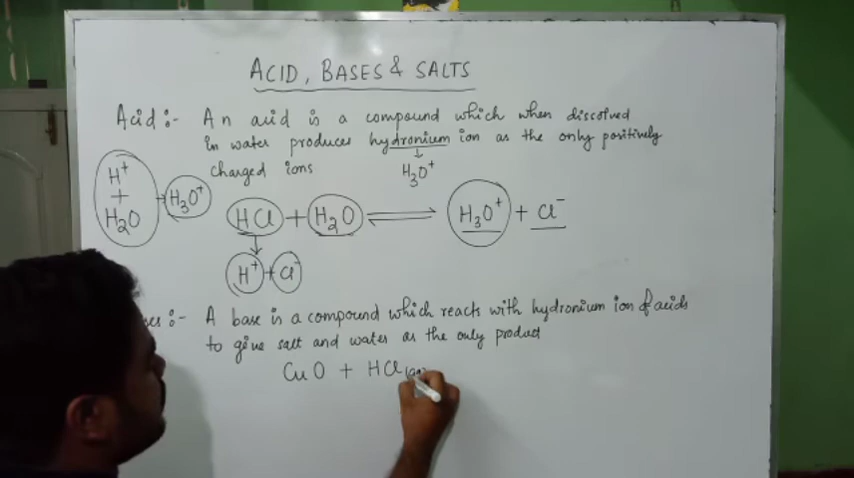 ACID, BASES & SALTS
Acid :- An acid is a compound which when dissolved
in water produces hydronium ion as the only positively
charged ions
↓
H₃O⁺
H⁺
+
H₂O
→ H₃O⁺
HCl + H₂O ⇌ H₃O⁺ + Cl⁻
↓
H⁺ + Cl⁻
:- A base is a compound which reacts with hydronium ion of acids
to give salt and water as the only product
CuO + HCl